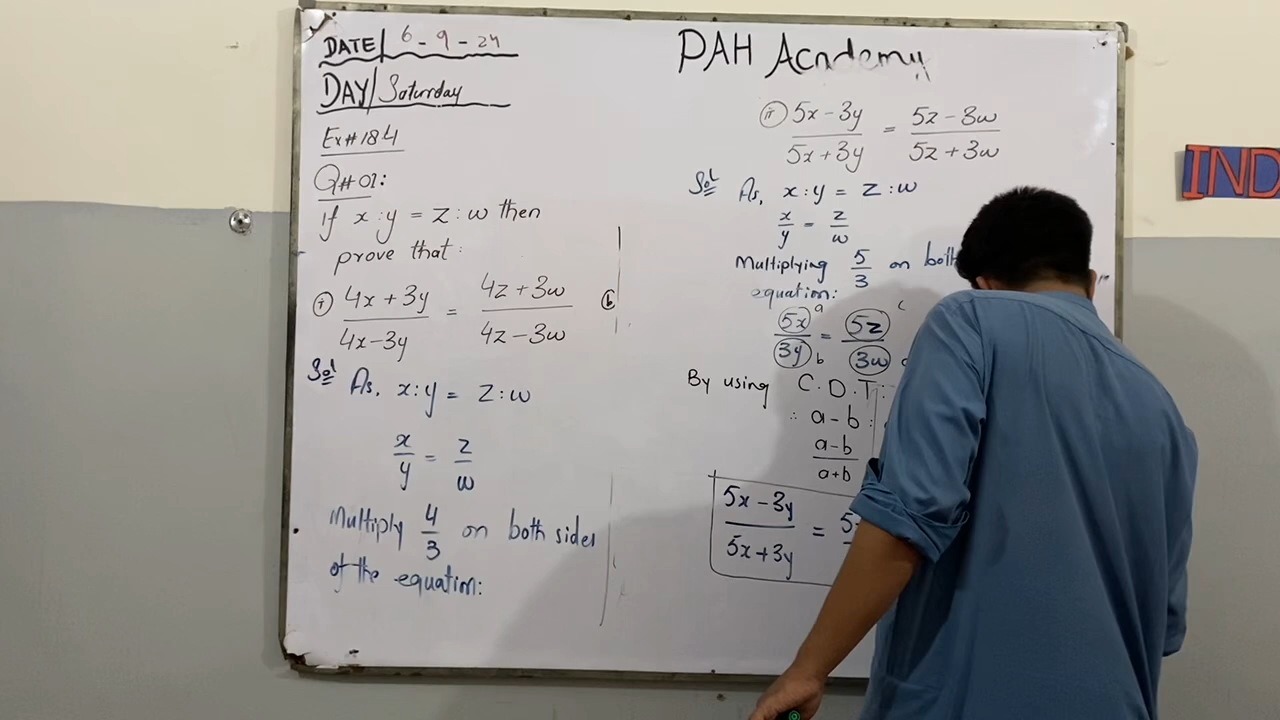 DATE/ 6-9-24
DAY/ Saturday
Ex#18.4
Q#01:
if x:y = z:w then
prove that:
(i) 4x+3y / 4x-3y = 4z+3w / 4z-3w
Sol As, x:y = z:w
x/y = z/w
Multiply 4/3 on both sides
of the equation:
PAH Academy
(ii) 5x-3y / 5x+3y = 5z-3w / 5z+3w
Sol As, x:y = z:w
x/y = z/w
Multiplying 5/3 on both
equation:
5x a / 3y b = 5z c / 3w
By using C.D.T:
∴ a-b :
a-b / a+b
5x-3y / 5x+3y = 5
IND